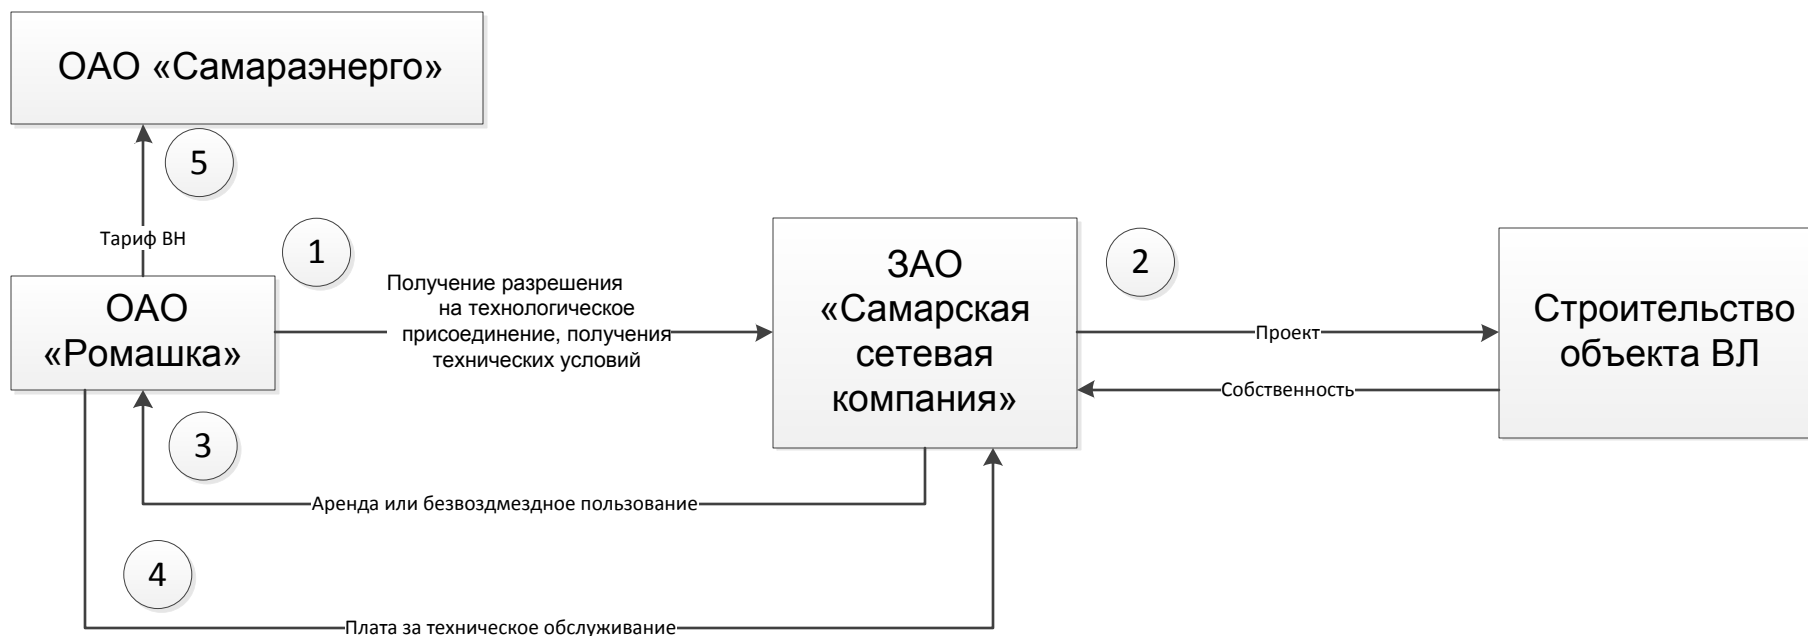 ОАО «Самараэнерго»
5
Тариф ВН
1
ОАО
«Ромашка»
Получение разрешения
на технологическое
присоединение, получения
технических условий
ЗАО
«Самарская
сетевая
компания»
2
Проект
Собственность
Строительство
объекта ВЛ
3
Аренда или безвоздмездное пользование
4
Плата за техническое обслуживание